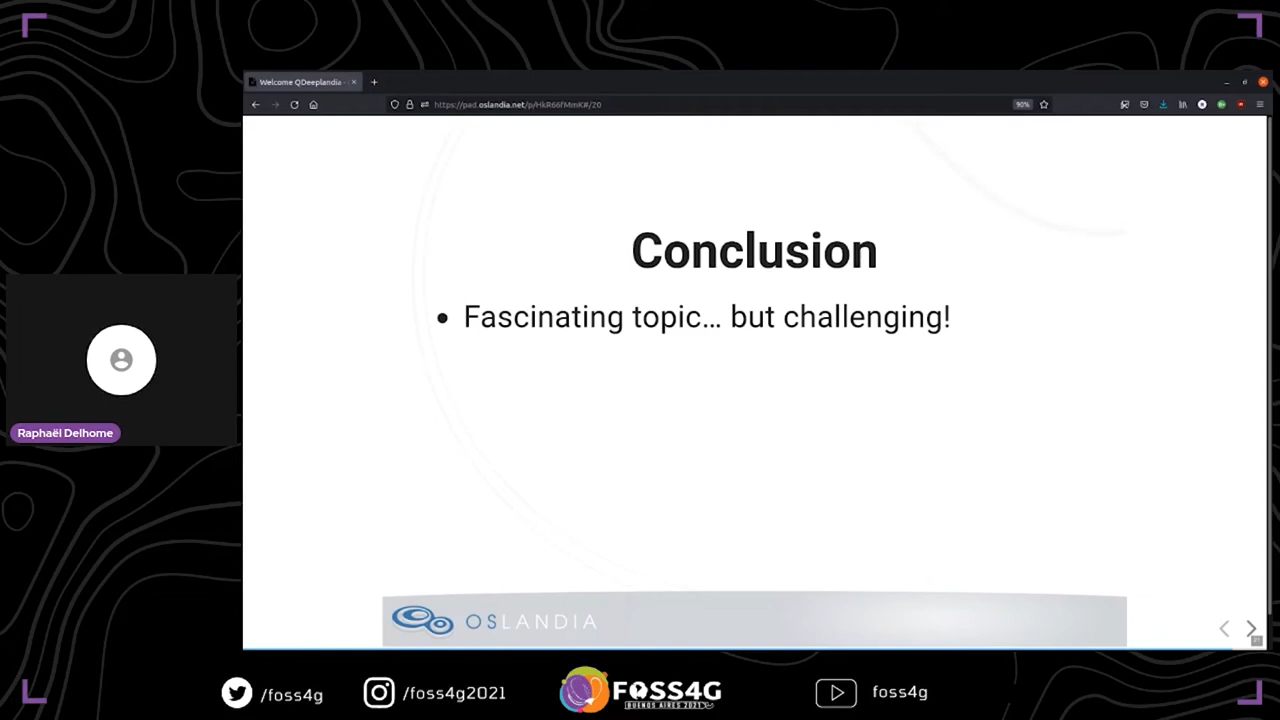 Welcome QDeeplandia -
https://pad.oslandia.net/p/HkR66fMmK#/20
90%
Conclusion
• Fascinating topic... but challenging!
Raphaël Delhome
OSLANDIA
/foss4g
/foss4g2021
FOSS4G
BUENOS AIRES 2021
foss4g